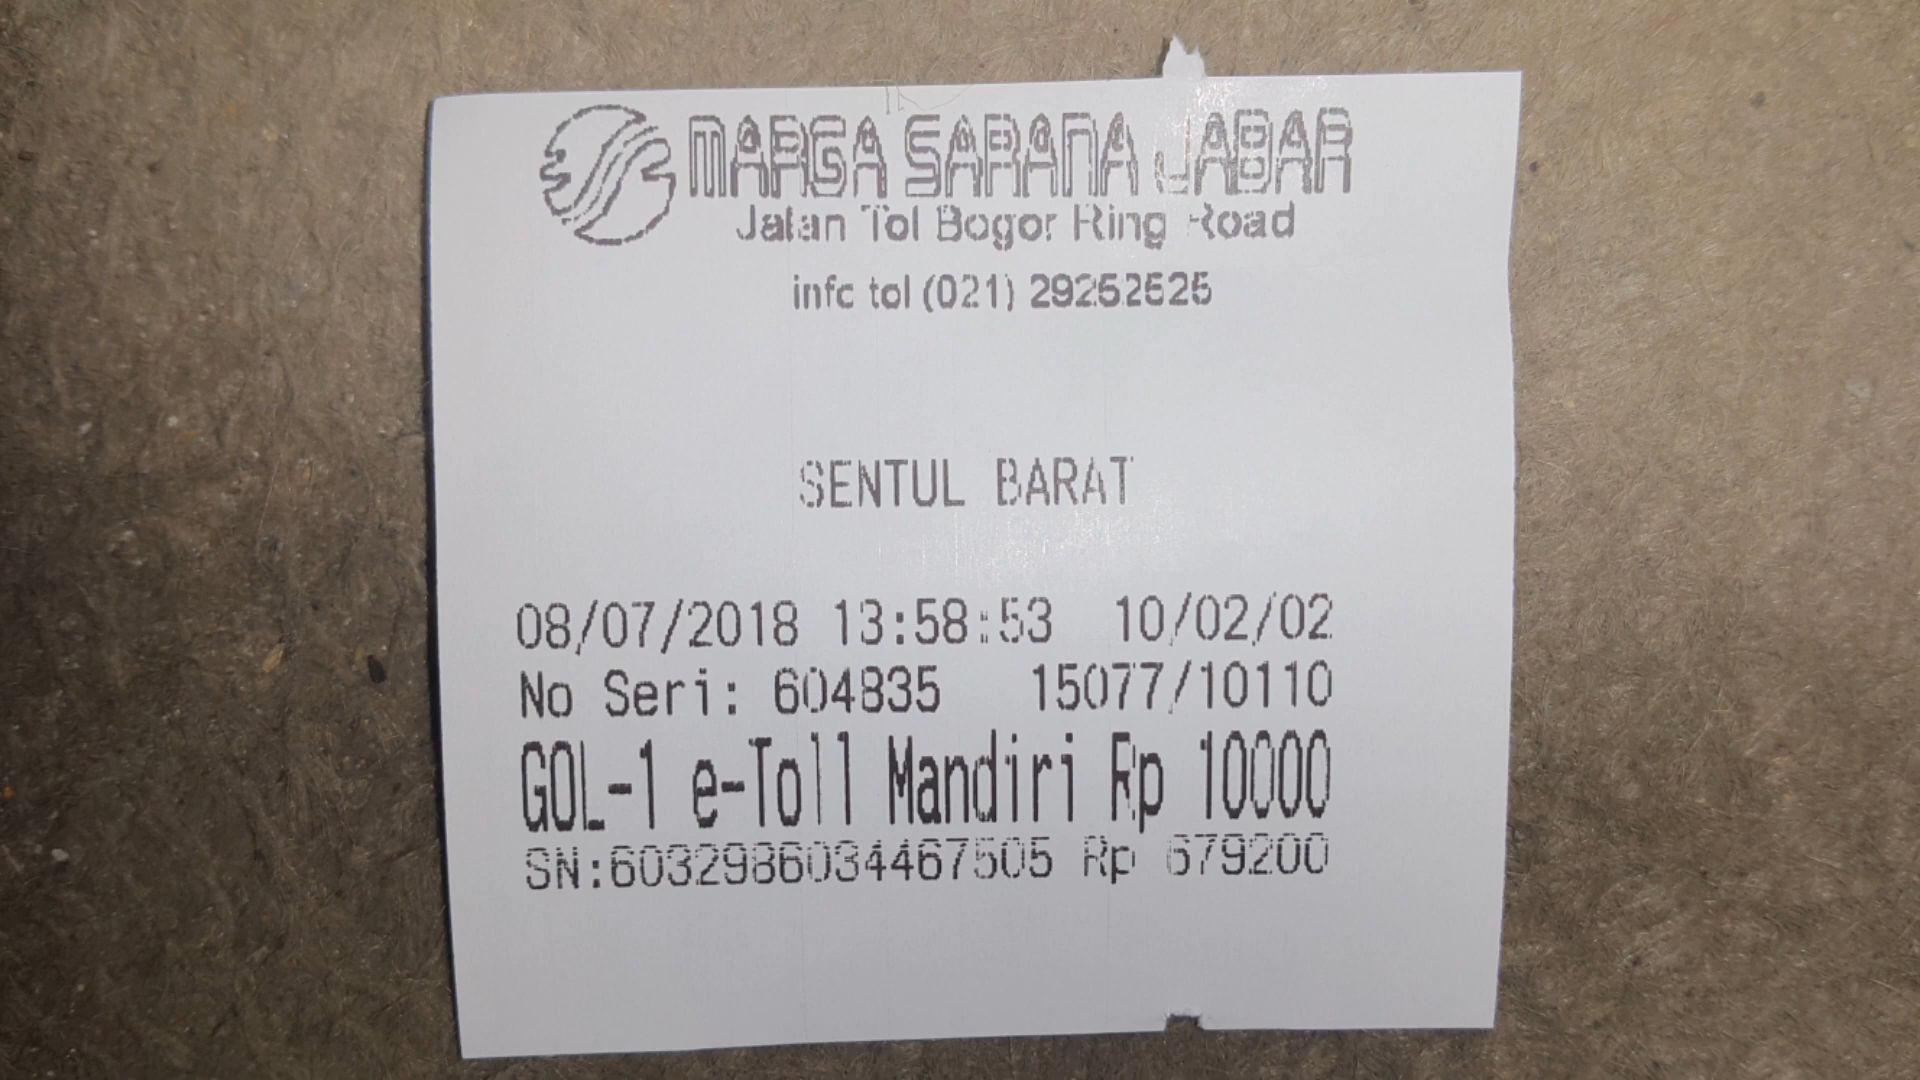 MARGA SARANA JABAR
Jalan Tol Bogor Ring Road
info tol (021) 29252525
SENTUL BARAT
08/07/2018 13:58:53 10/02/02
No Seri: 604835 15077/10110
GOL-1 e-Toll Mandiri Rp 10000
SN:6032986034467505 Rp 679200